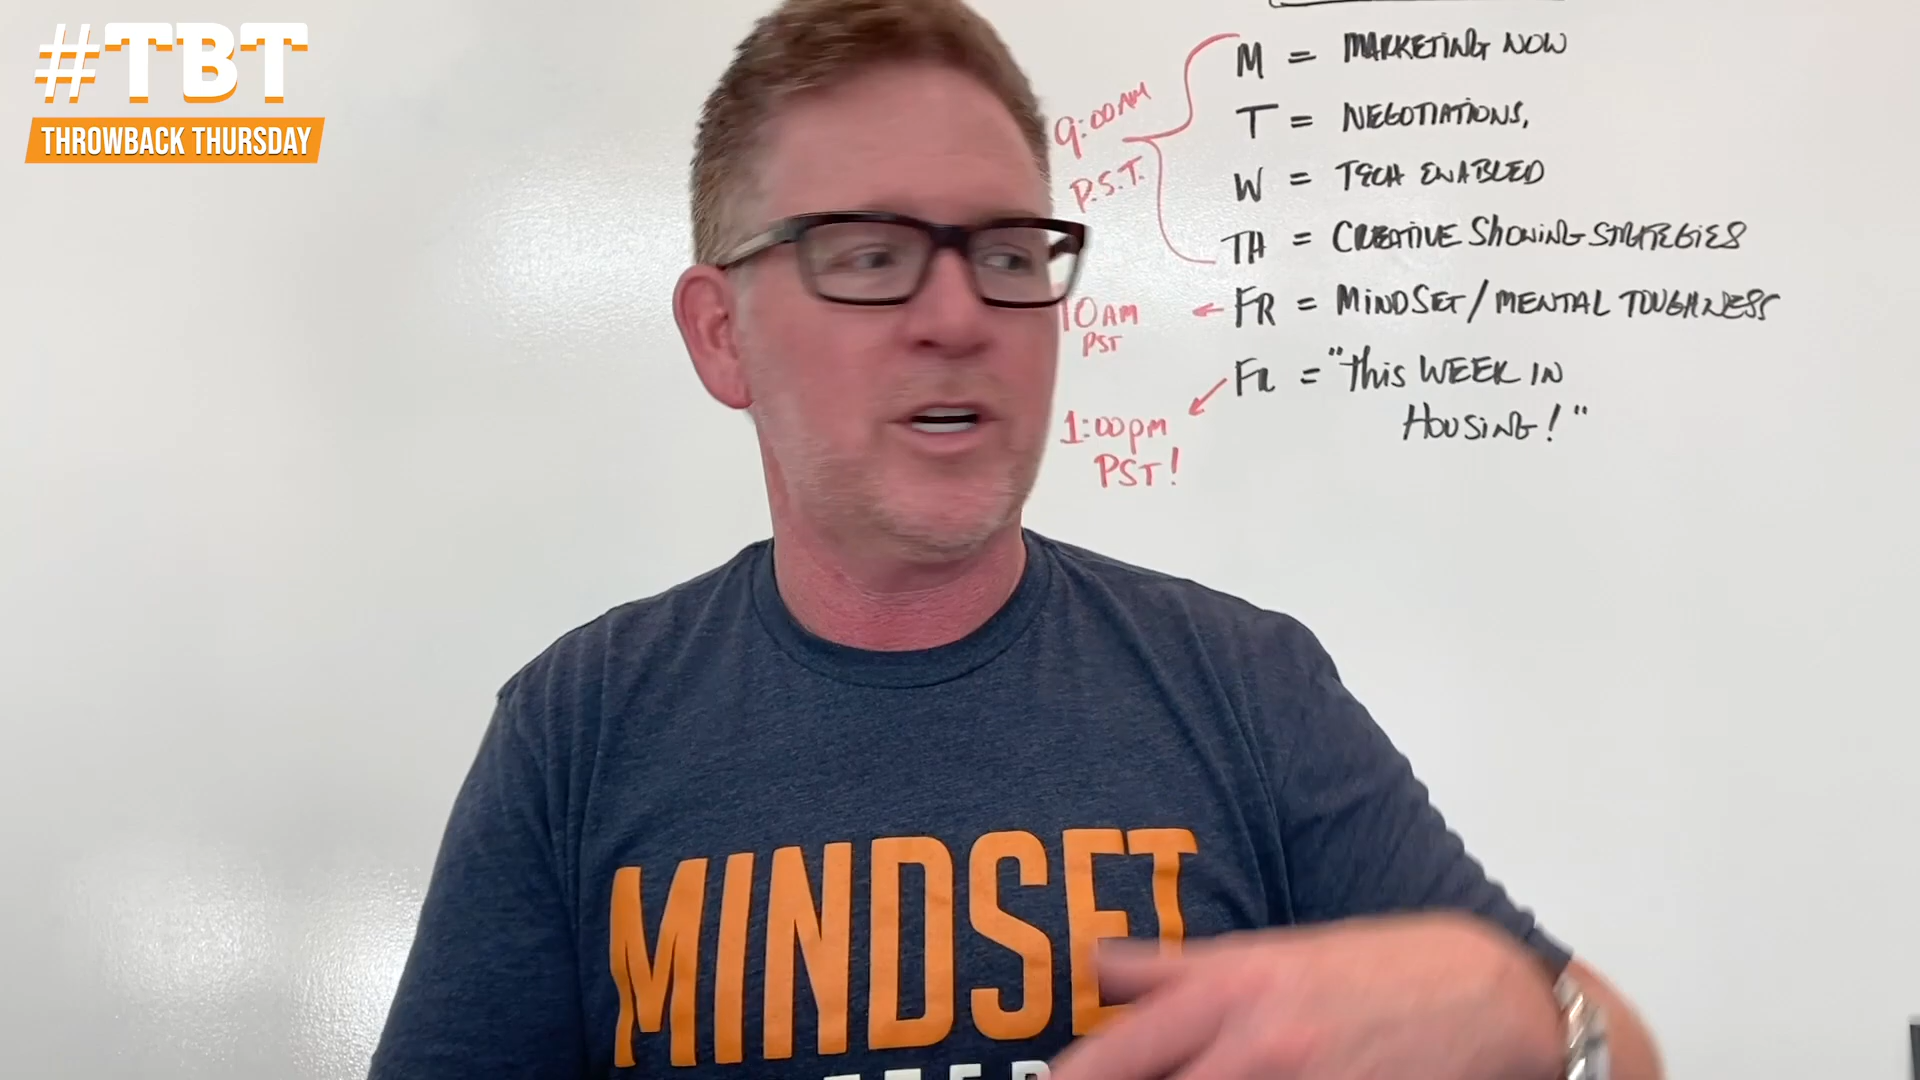 #TBT
THROWBACK THURSDAY
M = MARKETING NOW
T = NEGOTIATIONS,
W = TECH ENABLED
TH = CREATIVE SHOWING STRATEGIES
9:00AM
P.S.T.
FR = MINDSET/MENTAL TOUGHNESS
10AM
PST
FR = "THIS WEEK IN
HOUSING!"
1:00PM
PST!
MINDSET